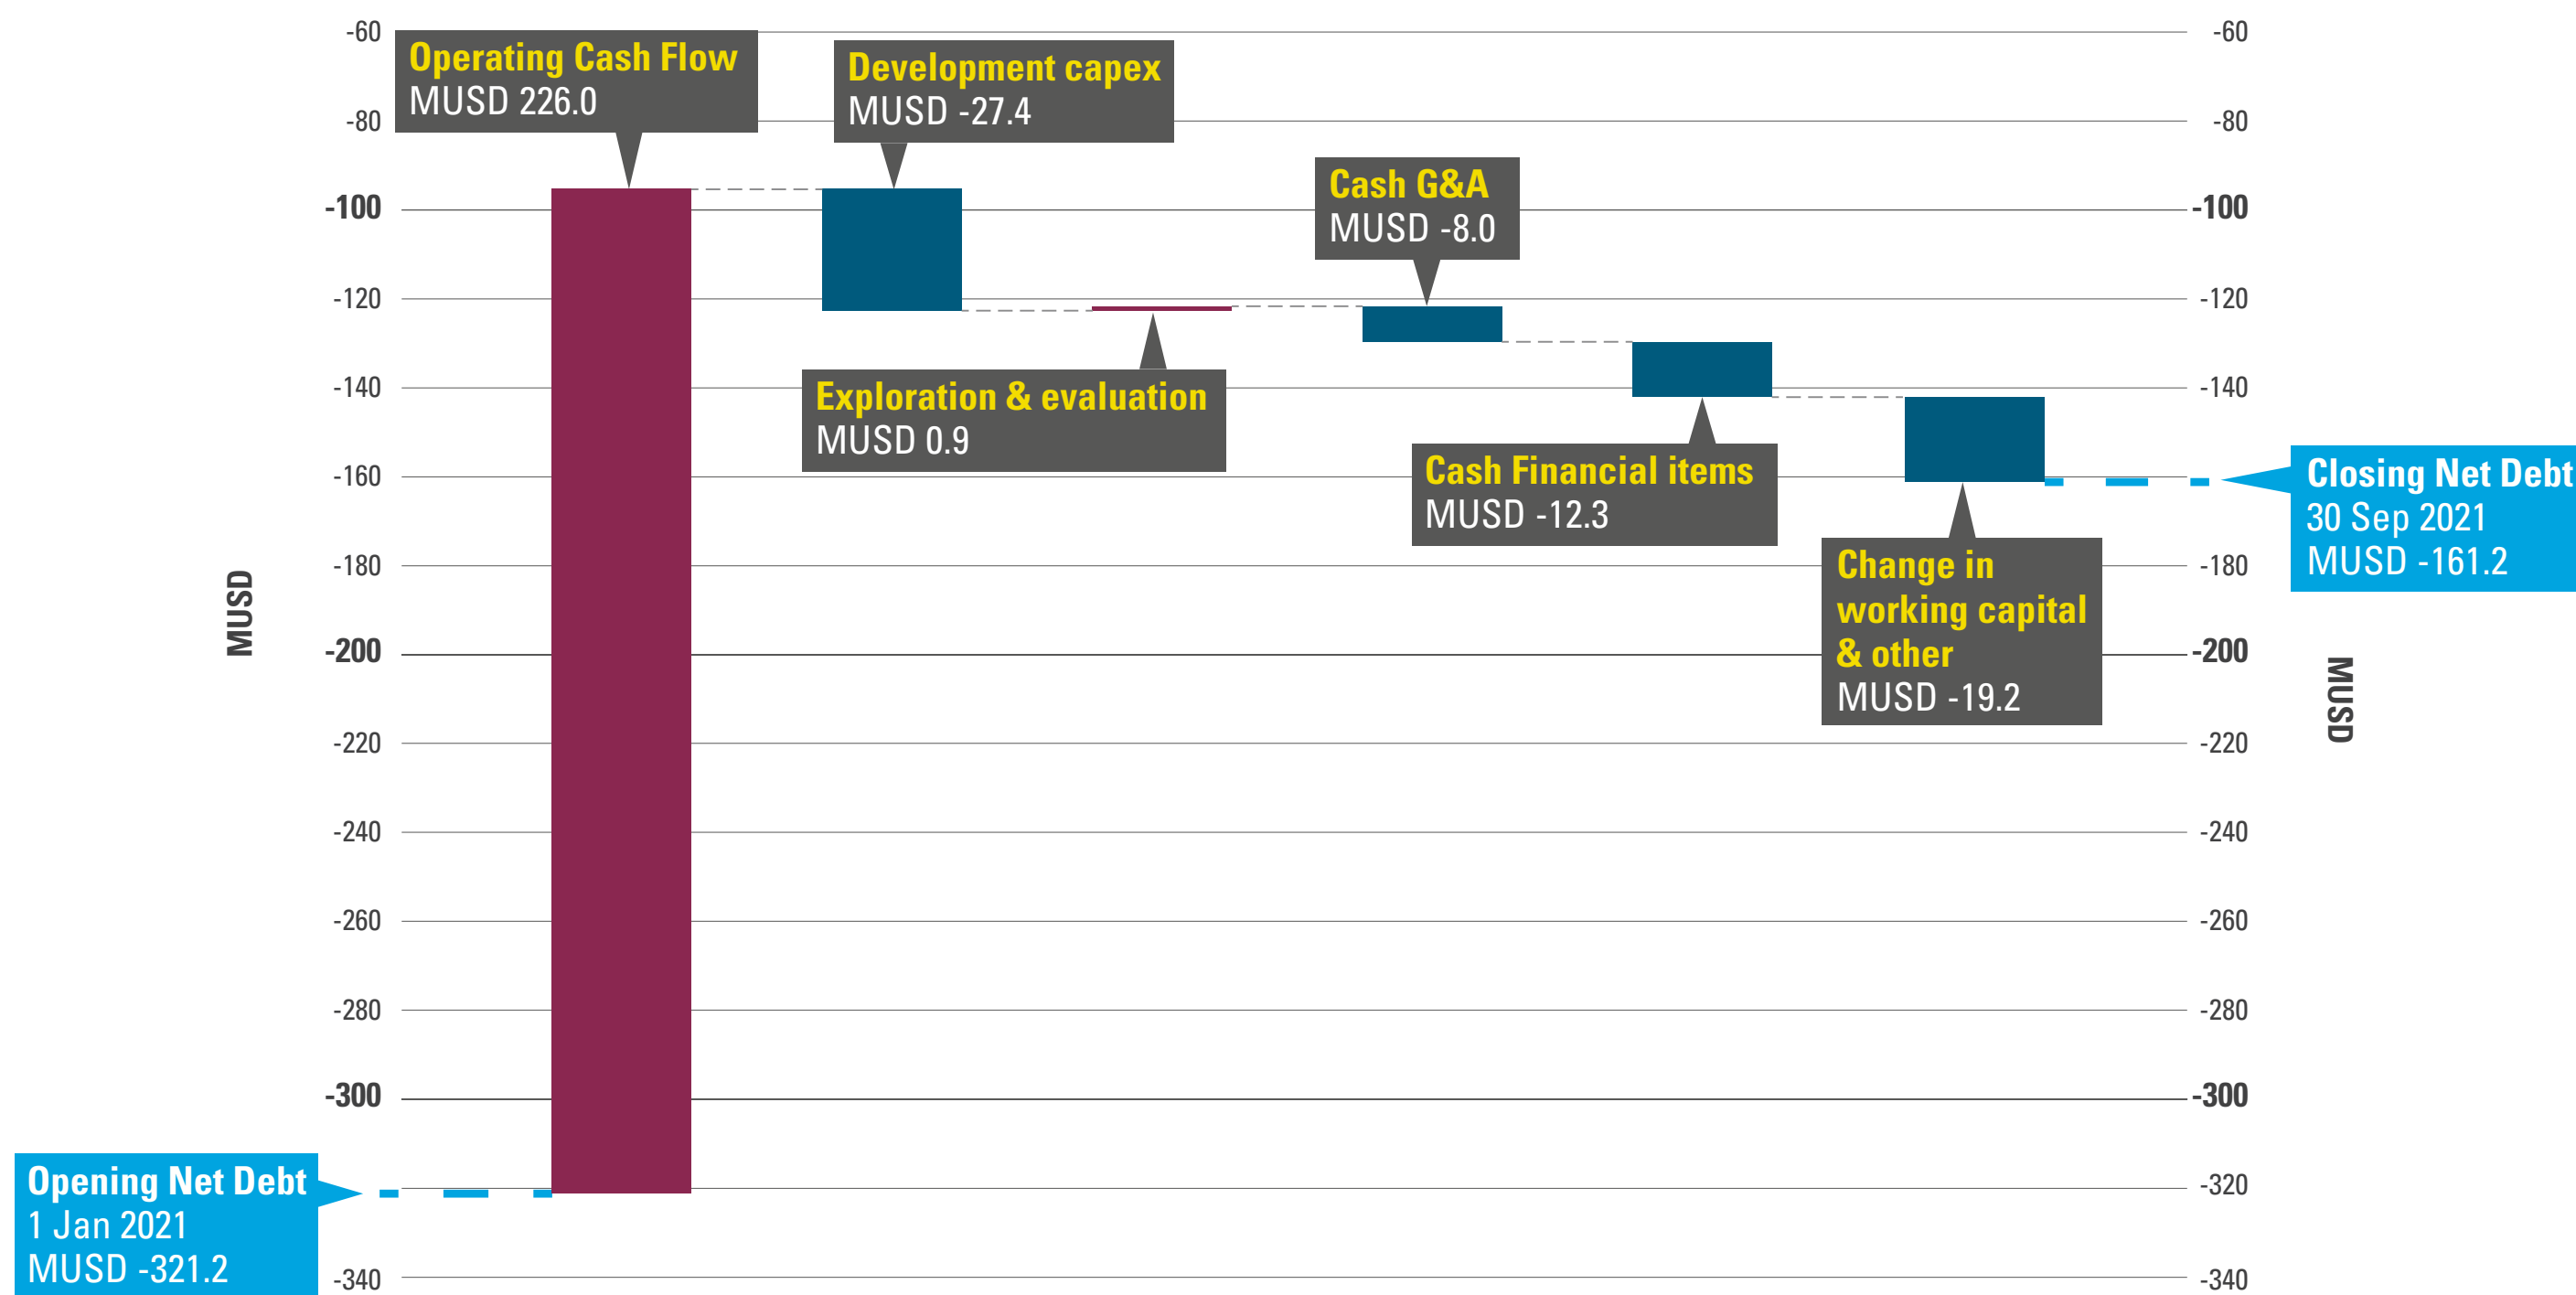 -60
-80
-100
-120
-140
-160
-180
-200
-220
-240
-260
-280
-300
-320
-340
MUSD
Operating Cash Flow
MUSD 226.0
Development capex
MUSD -27.4
Exploration & evaluation
MUSD 0.9
Cash G&A
MUSD -8.0
Cash Financial items
MUSD -12.3
Change in
working capital
& other
MUSD -19.2
Opening Net Debt
1 Jan 2021
MUSD -321.2
Closing Net Debt
30 Sep 2021
MUSD -161.2
-60
-80
-100
-120
-140
-180
-200
-220
-240
-260
-280
-300
-320
-340
MUSD